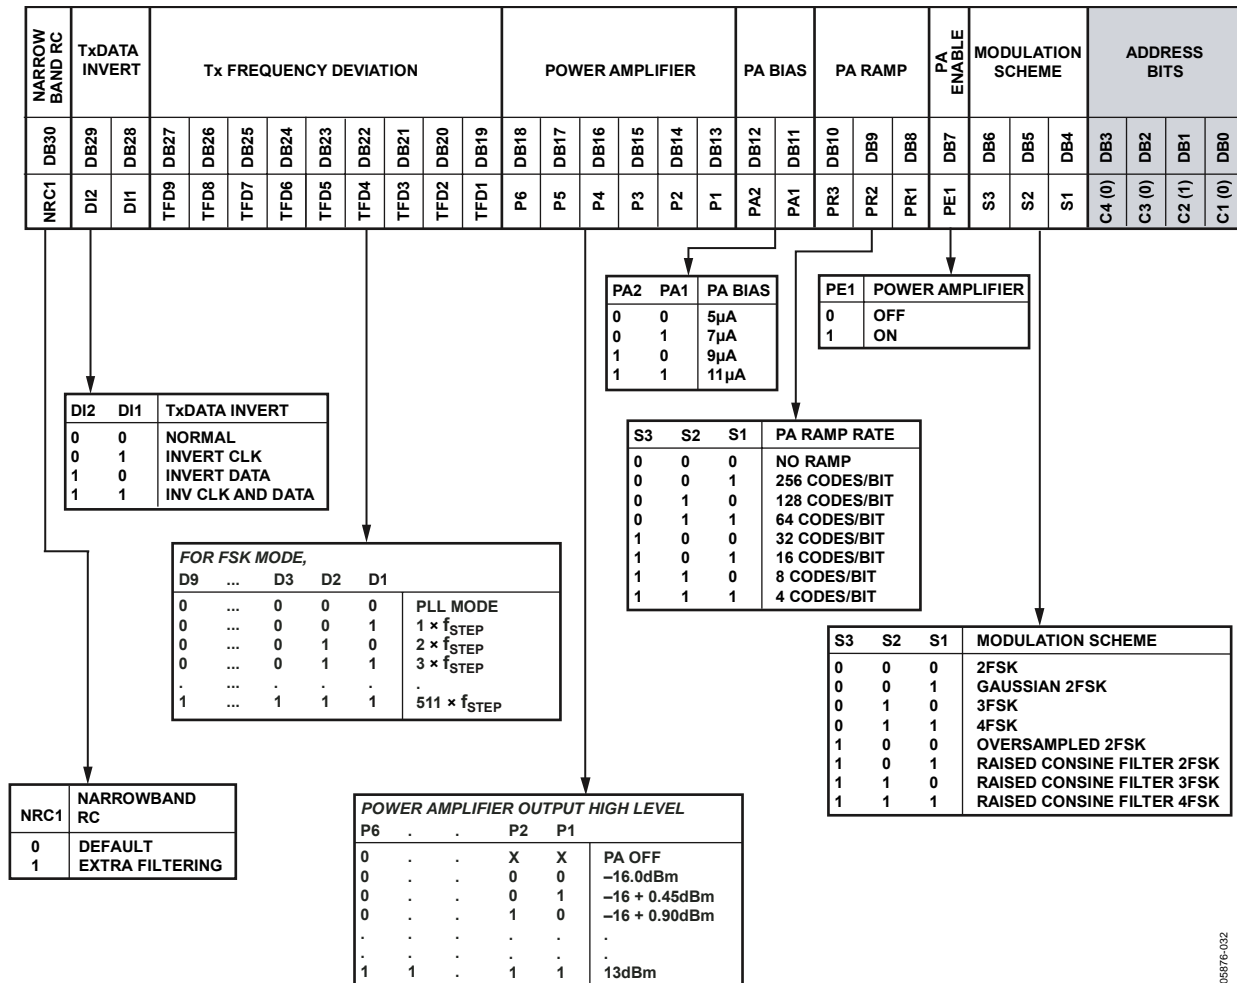 NARROW BAND RC
TxDATA INVERT
Tx FREQUENCY DEVIATION
POWER AMPLIFIER
PA BIAS
PA RAMP
PA ENABLE
MODULATION SCHEME
ADDRESS BITS
DB30 DB29 DB28 DB27 DB26 DB25 DB24 DB23 DB22 DB21 DB20 DB19 DB18 DB17 DB16 DB15 DB14 DB13 DB12 DB11 DB10 DB9 DB8 DB7 DB6 DB5 DB4 DB3 DB2 DB1 DB0
NRC1 DI2 DI1 TFD9 TFD8 TFD7 TFD6 TFD5 TFD4 TFD3 TFD2 TFD1 P6 P5 P4 P3 P2 P1 PA2 PA1 PR3 PR2 PR1 PE1 S3 S2 S1 C4 (0) C3 (0) C2 (1) C1 (0)
PA2 PA1 PA BIAS
0 0 5µA
0 1 7µA
1 0 9µA
1 1 11µA
PE1 POWER AMPLIFIER
0 OFF
1 ON
DI2 DI1 TxDATA INVERT
0 0 NORMAL
0 1 INVERT CLK
1 0 INVERT DATA
1 1 INV CLK AND DATA
S3 S2 S1 PA RAMP RATE
0 0 0 NO RAMP
0 0 1 256 CODES/BIT
0 1 0 128 CODES/BIT
0 1 1 64 CODES/BIT
1 0 0 32 CODES/BIT
1 0 1 16 CODES/BIT
1 1 0 8 CODES/BIT
1 1 1 4 CODES/BIT
FOR FSK MODE,
D9 ... D3 D2 D1
0 ... 0 0 0 PLL MODE
0 ... 0 0 1 1 × fSTEP
0 ... 0 1 0 2 × fSTEP
0 ... 0 1 1 3 × fSTEP
. ... . . . .
1 ... 1 1 1 511 × fSTEP
S3 S2 S1 MODULATION SCHEME
0 0 0 2FSK
0 0 1 GAUSSIAN 2FSK
0 1 0 3FSK
0 1 1 4FSK
1 0 0 OVERSAMPLED 2FSK
1 0 1 RAISED CONSINE FILTER 2FSK
1 1 0 RAISED CONSINE FILTER 3FSK
1 1 1 RAISED CONSINE FILTER 4FSK
NRC1 NARROWBAND RC
0 DEFAULT
1 EXTRA FILTERING
POWER AMPLIFIER OUTPUT HIGH LEVEL
P6 . . P2 P1
0 . . X X PA OFF
0 . . 0 0 –16.0dBm
0 . . 0 1 –16 + 0.45dBm
0 . . 1 0 –16 + 0.90dBm
. . . . . .
. . . . . .
1 1 . 1 1 13dBm
05876-032